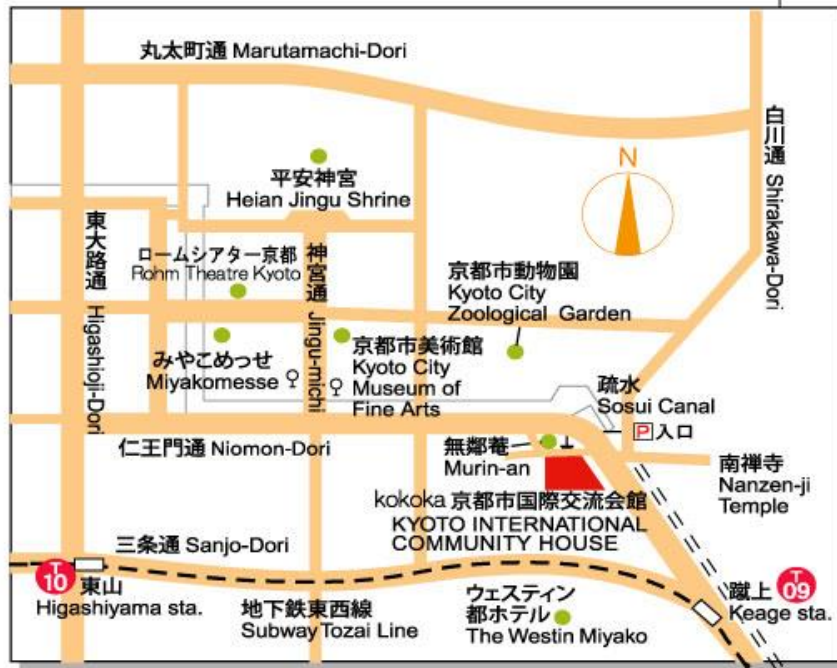 丸太町通 Marutamachi-Dori
白川通 Shirakawa-Dori
N
平安神宮
Heian Jingu Shrine
東大路通 Higashioji-Dori
ロームシアター京都
Rohm Theatre Kyoto
神宮通 Jingu-michi
京都市動物園
Kyoto City
Zoological Garden
みやこめっせ
Miyakomesse
京都市美術館
Kyoto City
Museum of
Fine Arts
疏水
Sosui Canal
P 入口
仁王門通 Niomon-Dori
無鄰菴
Murin-an
南禅寺
Nanzen-ji
Temple
kokoka 京都市国際交流会館
KYOTO INTERNATIONAL
COMMUNITY HOUSE
三条通 Sanjo-Dori
T
10
東山
Higashiyama sta.
地下鉄東西線
Subway Tozai Line
ウェスティン
都ホテル
The Westin Miyako
T
09
蹴上
Keage sta.